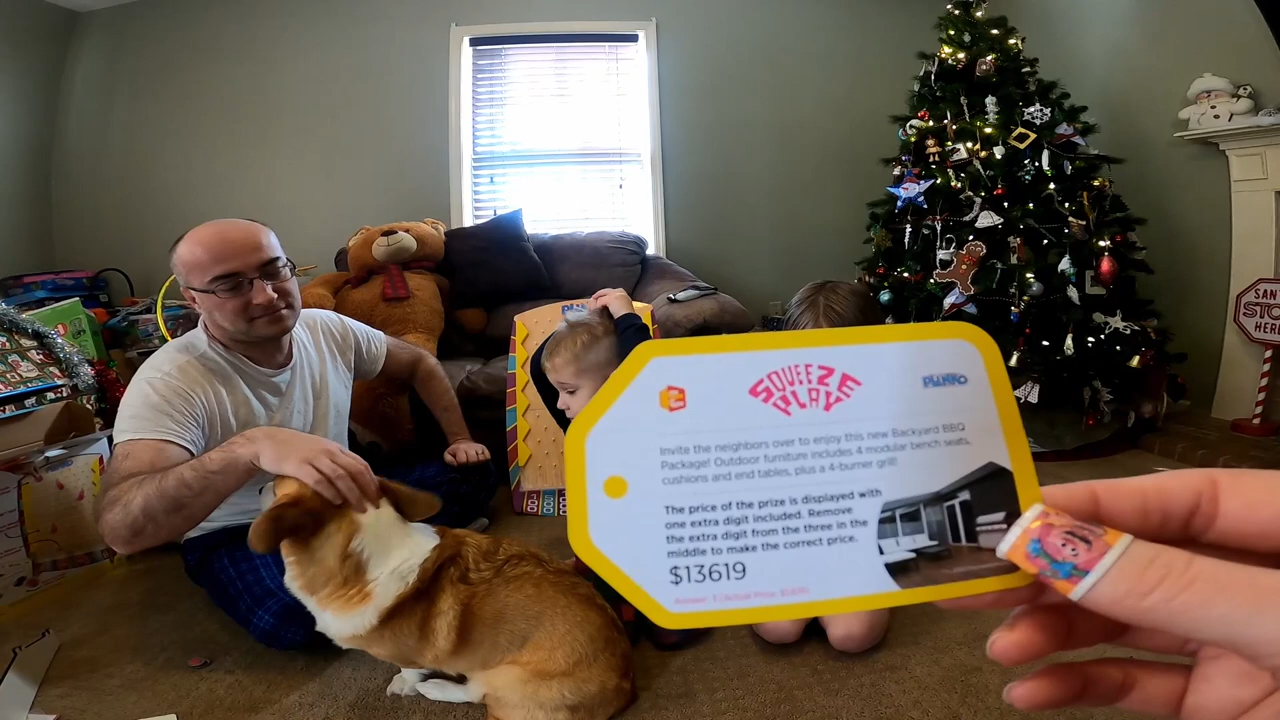 SQUEEZE
PLAY
PLINKO
Invite the neighbors over to enjoy this new Backyard BBQ
Package! Outdoor furniture includes 4 modular bench seats,
cushions and end tables, plus a 4-burner grill!
The price of the prize is displayed with
one extra digit included. Remove
the extra digit from the three in the
middle to make the correct price.
$13619
STOP
HERE